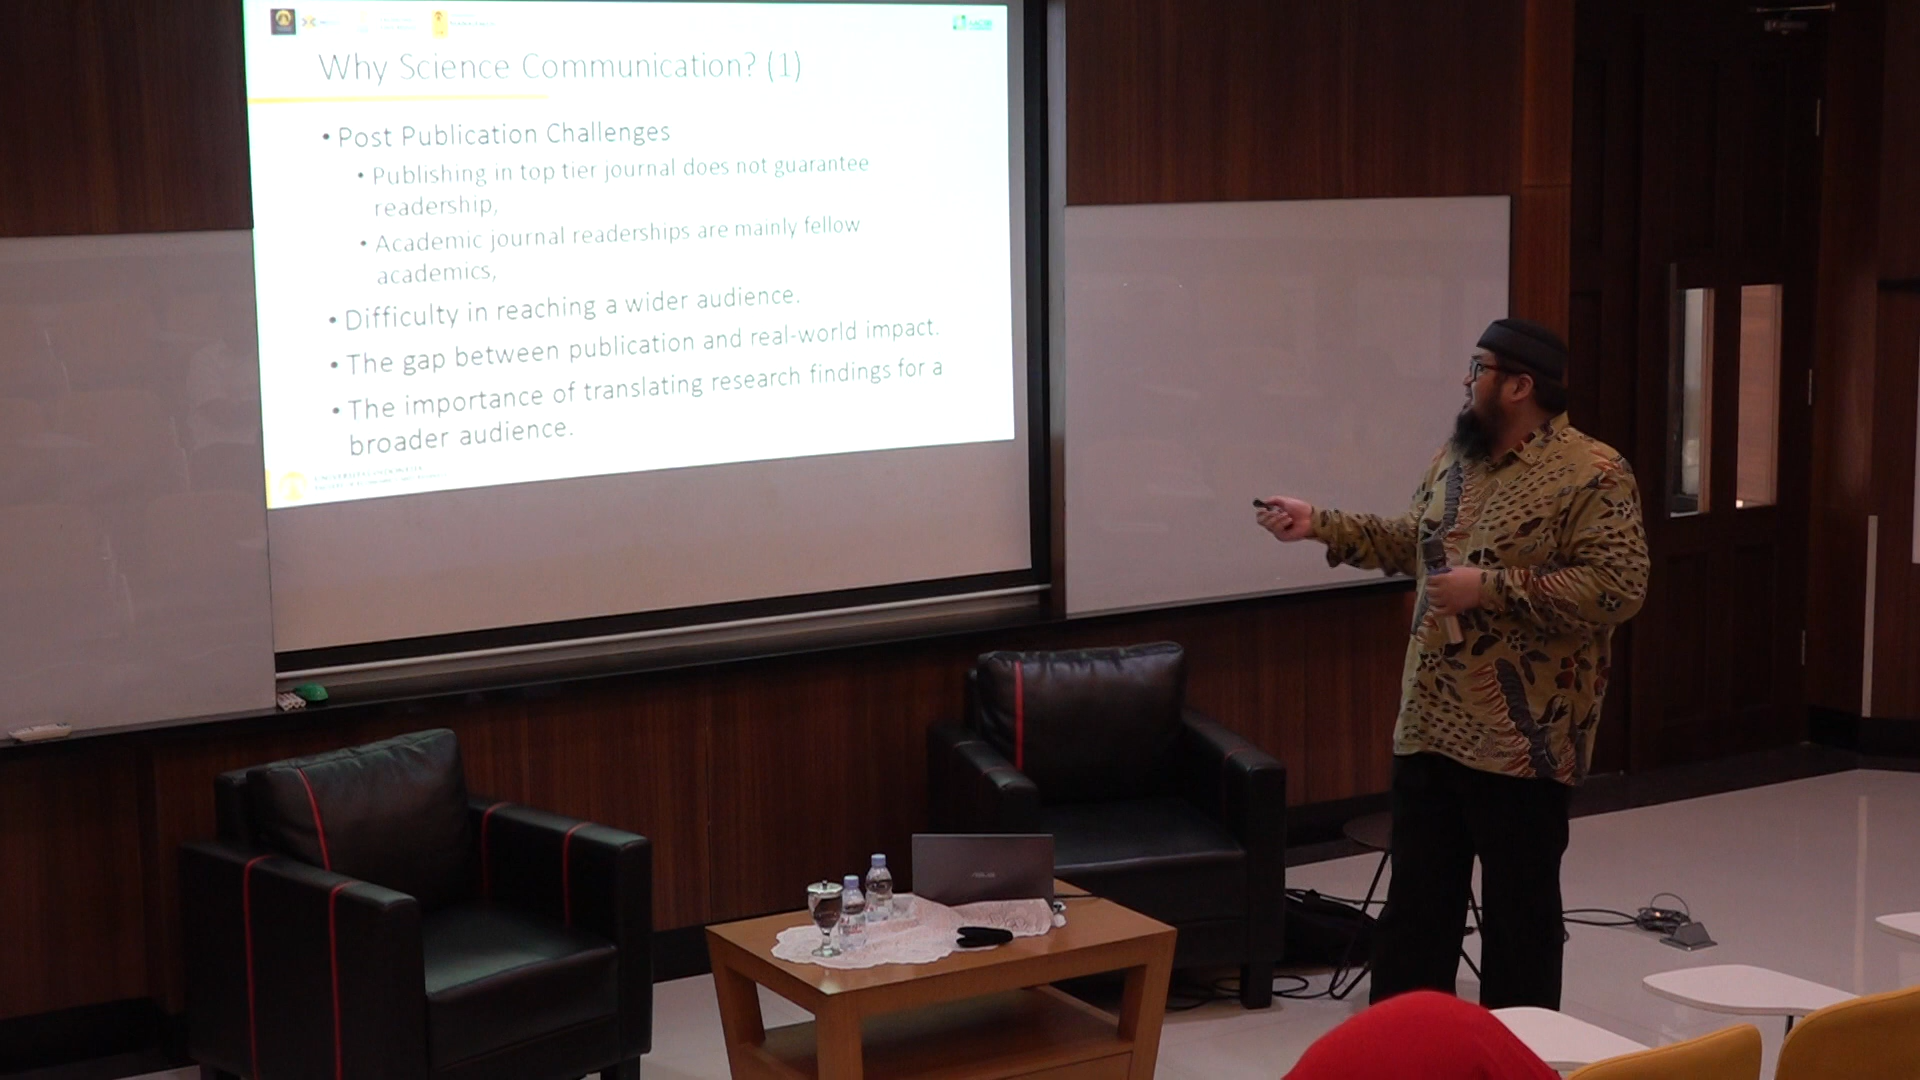 Why Science Communication? (1)
• Post Publication Challenges
• Publishing in top tier journal does not guarantee
readership,
• Academic journal readerships are mainly fellow
academics,
• Difficulty in reaching a wider audience.
• The gap between publication and real-world impact.
• The importance of translating research findings for a
broader audience.
ASUS